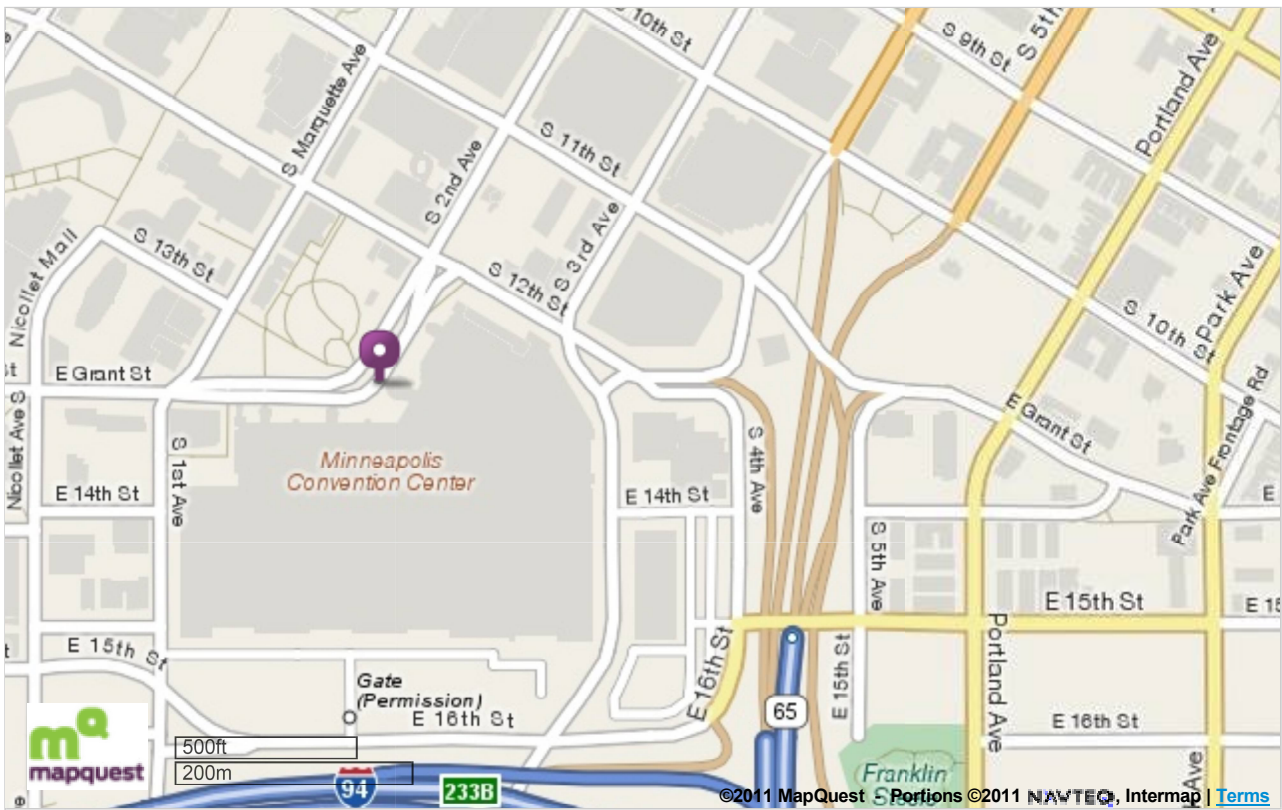 S 10th St
S 9th St
S 5th
Portland Ave
S Marquette Ave
S 11th St
S 2nd Ave
S 3rd Ave
Nicollet Mall
S 13th St
S 12th St
Park Ave
S 10th St
st
E Grant St
Nicollet Ave S
E Grant St
Park Ave Frontage Rd
Minneapolis
Convention Center
S 1st Ave
E 14th St
E 14th St
S 4th Ave
E
S 5th Ave
E 15th St
E 15
E 15th St
t
E 16th St
E 15th St
Portland Ave
Gate
(Permission)
E 16th St
65
E 16th St
mapquest
500ft
200m
94
233B
Franklin
Steele
Ave
©2011 MapQuest - Portions ©2011 NAVTEQ, Intermap | Terms